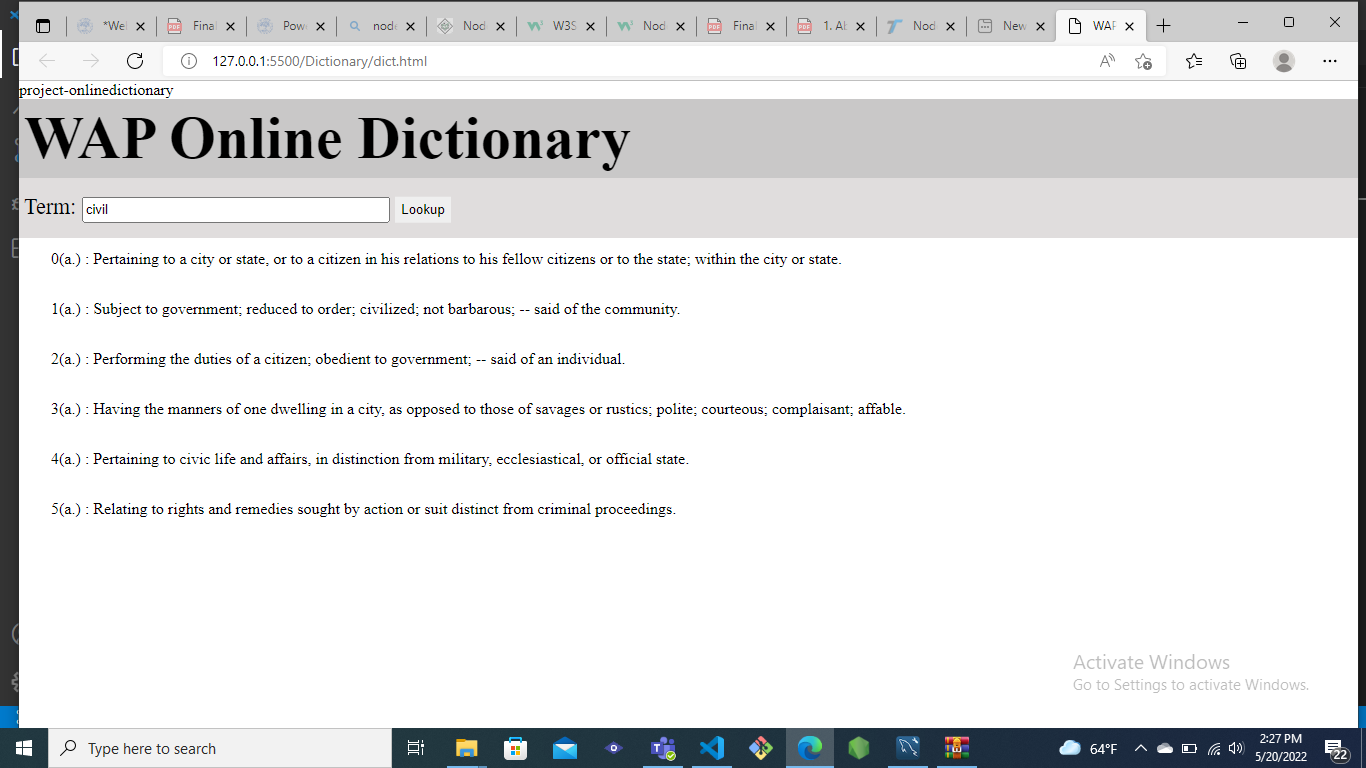 *Wel
Final
Powe
node
Node
W3S
Nod
Final
1. Al
Nod
New
WAP
127.0.0.1:5500/Dictionary/dict.html
project-onlinedictionary
WAP Online Dictionary
Term: civil Lookup
0(a.) : Pertaining to a city or state, or to a citizen in his relations to his fellow citizens or to the state; within the city or state.
1(a.) : Subject to government; reduced to order; civilized; not barbarous; -- said of the community.
2(a.) : Performing the duties of a citizen; obedient to government; -- said of an individual.
3(a.) : Having the manners of one dwelling in a city, as opposed to those of savages or rustics; polite; courteous; complaisant; affable.
4(a.) : Pertaining to civic life and affairs, in distinction from military, ecclesiastical, or official state.
5(a.) : Relating to rights and remedies sought by action or suit distinct from criminal proceedings.
Activate Windows
Go to Settings to activate Windows.
Type here to search
64°F
2:27 PM
5/20/2022
22